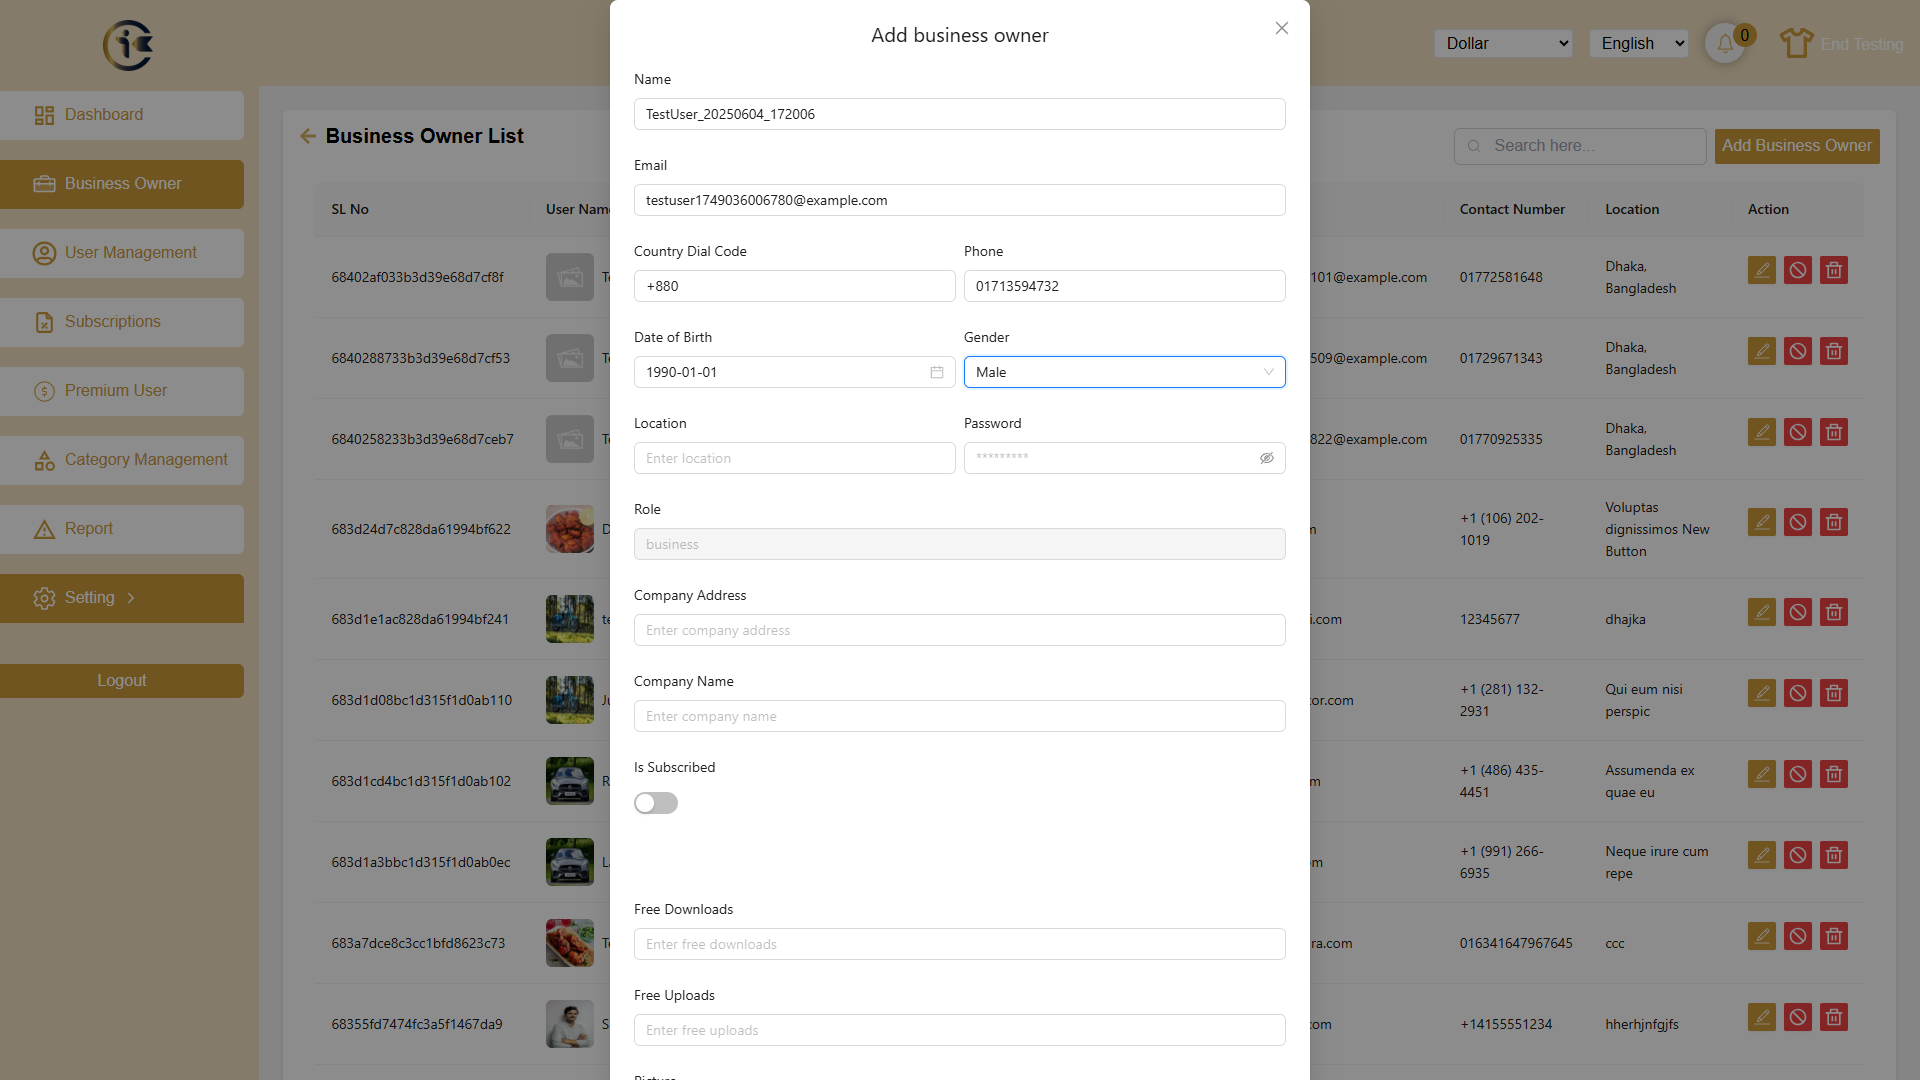 Add business owner
Name
TestUser_20250604_172006
Email
testuser1749036006780@example.com
Country Dial Code
Phone
+880
01713594732
Date of Birth
Gender
1990-01-01
Male
Location
Password
Enter location
*********
Role
business
Company Address
Enter company address
Company Name
Enter company name
Is Subscribed
Free Downloads
Enter free downloads
Free Uploads
Enter free uploads
Dollar
English
0
End Testing
Dashboard
Business Owner
User Management
Subscriptions
Premium User
Category Management
Report
Setting
Logout
Business Owner List
Search here...
Add Business Owner
SL No
User Name
Contact Number
Location
Action
68402af033b3d39e68d7cf8f
101@example.com
01772581648
Dhaka,
Bangladesh
6840288733b3d39e68d7cf53
509@example.com
01729671343
Dhaka,
Bangladesh
6840258233b3d39e68d7ceb7
822@example.com
01770925335
Dhaka,
Bangladesh
683d24d7c828da61994bf622
D
+1 (106) 202-
1019
Voluptas
dignissimos New
Button
683d1e1ac828da61994bf241
te
i.com
12345677
dhajka
683d1d08bc1d315f1d0ab110
tor.com
+1 (281) 132-
2931
Qui eum nisi
perspic
683d1cd4bc1d315f1d0ab102
R
+1 (486) 435-
4451
Assumenda ex
quae eu
683d1a3bbc1d315f1d0ab0ec
+1 (991) 266-
6935
Neque irure cum
repe
683a7dce8c3cc1bfd8623c73
ra.com
016341647967645
ccc
68355fd7474fc3a5f1467da9
S
.com
+14155551234
hherhjnfgjfs